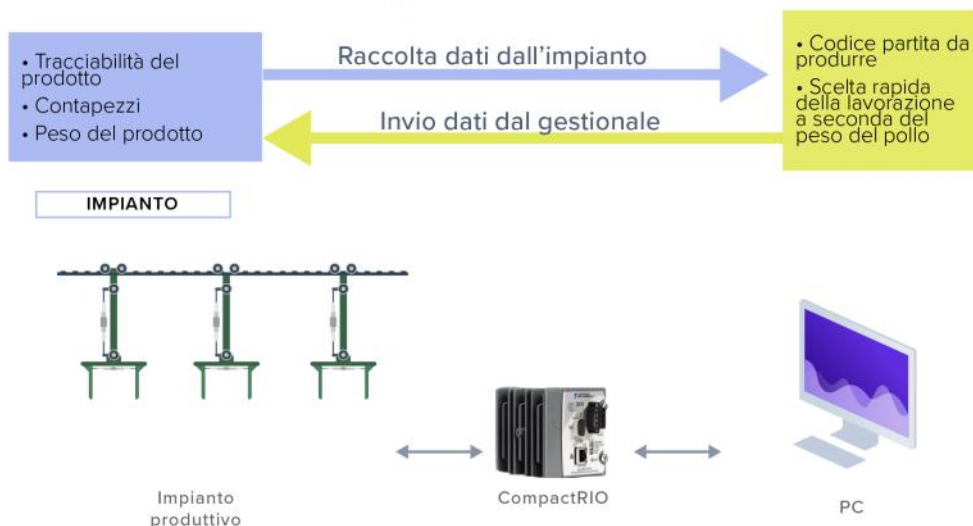 • Tracciabilità del
prodotto
• Contapezzi
• Peso del prodotto
Raccolta dati dall'impianto
Invio dati dal gestionale
• Codice partita da
produrre
• Scelta rapida
della lavorazione
a seconda del
peso del pollo
IMPIANTO
Impianto
produttivo
CompactRIO
PC